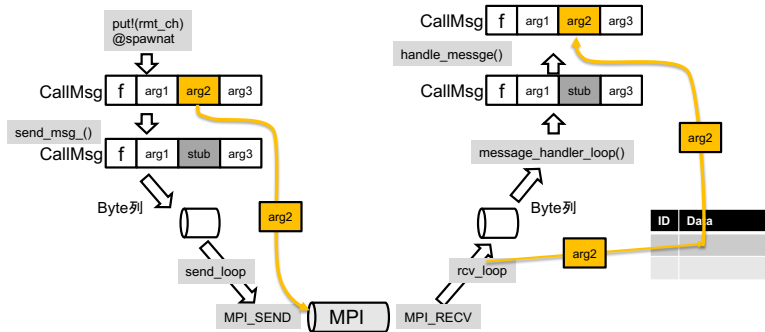 put!(rmt_ch)
@spawnat
CallMsg f arg1 arg2 arg3
send_msg_()
CallMsg f arg1 stub arg3
Byte列
arg2
send_loop
MPI_SEND
MPI
CallMsg f arg1 arg2 arg3
handle_messge()
CallMsg f arg1 stub arg3
arg2
message_handler_loop()
Byte列
ID Data
rcv_loop
arg2
MPI_RECV